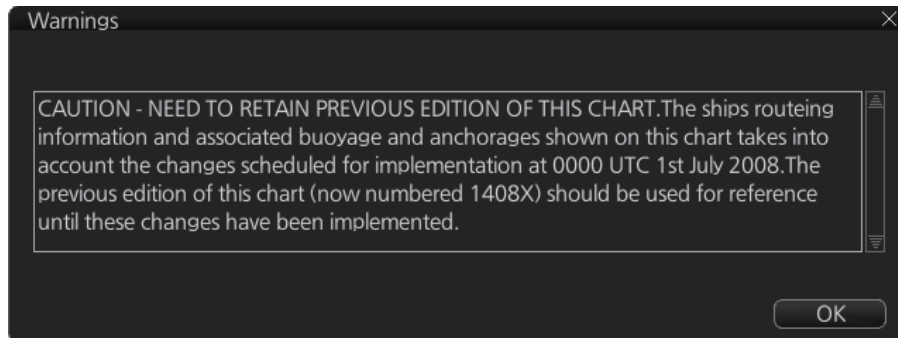 Warnings
CAUTION - NEED TO RETAIN PREVIOUS EDITION OF THIS CHART.The ships routeing
information and associated buoyage and anchorages shown on this chart takes into
account the changes scheduled for implementation at 0000 UTC 1st July 2008.The
previous edition of this chart (now numbered 1408X) should be used for reference
until these changes have been implemented.
OK